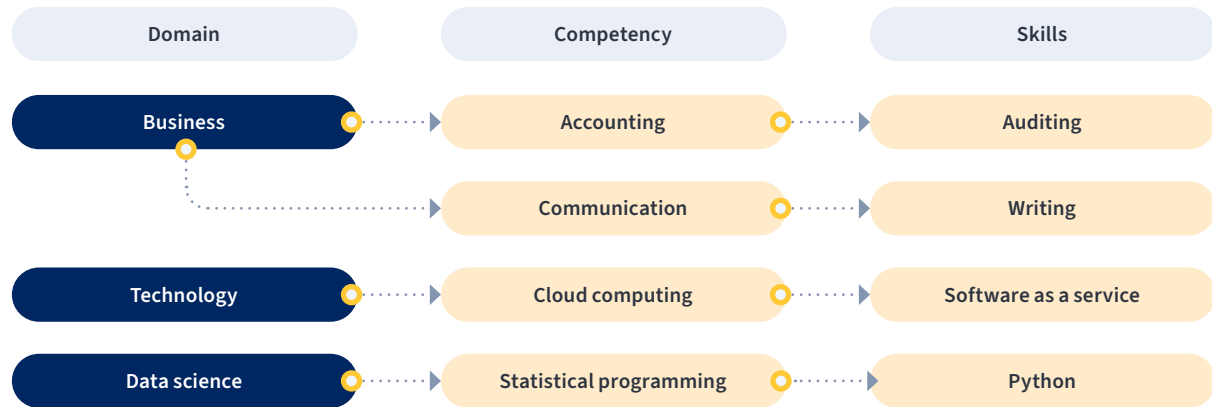 Domain
Competency
Skills
Business
Accounting
Auditing
Communication
Writing
Technology
Cloud computing
Software as a service
Data science
Statistical programming
Python